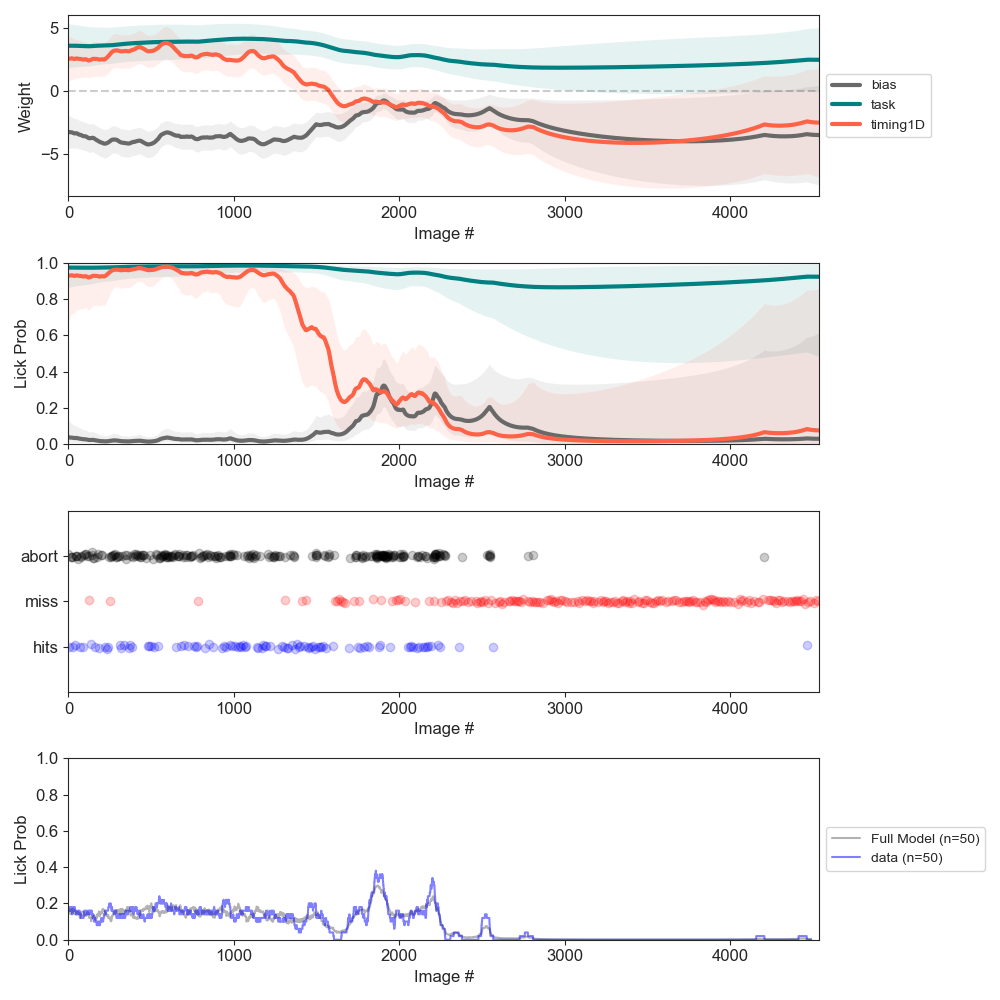 5
0
−5
Weight
0 1000 2000 3000 4000
Image #
bias
task
timing1D
1.0
0.8
0.6
0.4
0.2
0.0
Lick Prob
0 1000 2000 3000 4000
Image #
abort
miss
hits
0 1000 2000 3000 4000
Image #
1.0
0.8
0.6
0.4
0.2
0.0
Lick Prob
0 1000 2000 3000 4000
Image #
Full Model (n=50)
data (n=50)